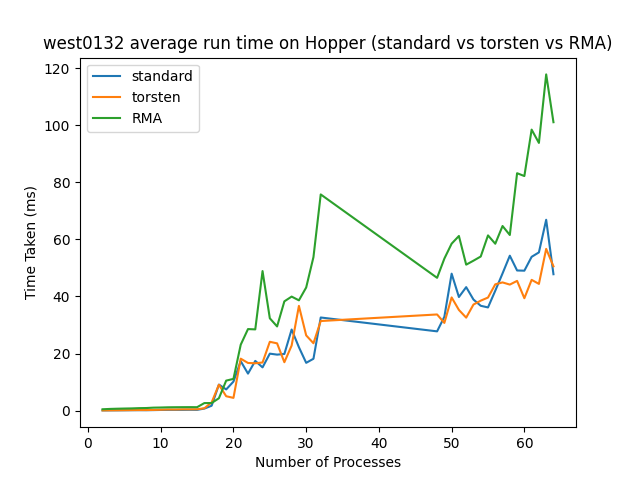 west0132 average run time on Hopper (standard vs torsten vs RMA)
standard
torsten
RMA
Time Taken (ms)
120
100
80
60
40
20
0
0 10 20 30 40 50 60
Number of Processes